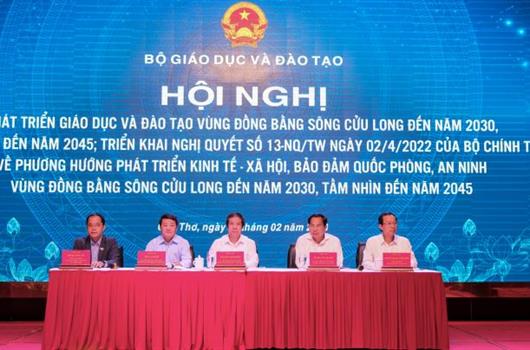 BỘ GIÁO DỤC VÀ ĐÀO TẠO
HỘI NGHỊ
ÁT TRIỂN GIÁO DỤC VÀ ĐÀO TẠO VÙNG ĐỒNG BẰNG SÔNG CỬU LONG ĐẾN NĂM 2030,
ĐẾN NĂM 2045; TRIỂN KHAI NGHỊ QUYẾT SỐ 13-NQ/TW NGÀY 02/4/2022 CỦA BỘ CHÍNH T
VỀ PHƯƠNG HƯỚNG PHÁT TRIỂN KINH TẾ - XÃ HỘI, BẢO ĐẢM QUỐC PHÒNG, AN NINH
VÙNG ĐỒNG BẰNG SÔNG CỬU LONG ĐẾN NĂM 2030, TẦM NHÌN ĐẾN NĂM 2045
Thơ, ngày tháng 02 năm